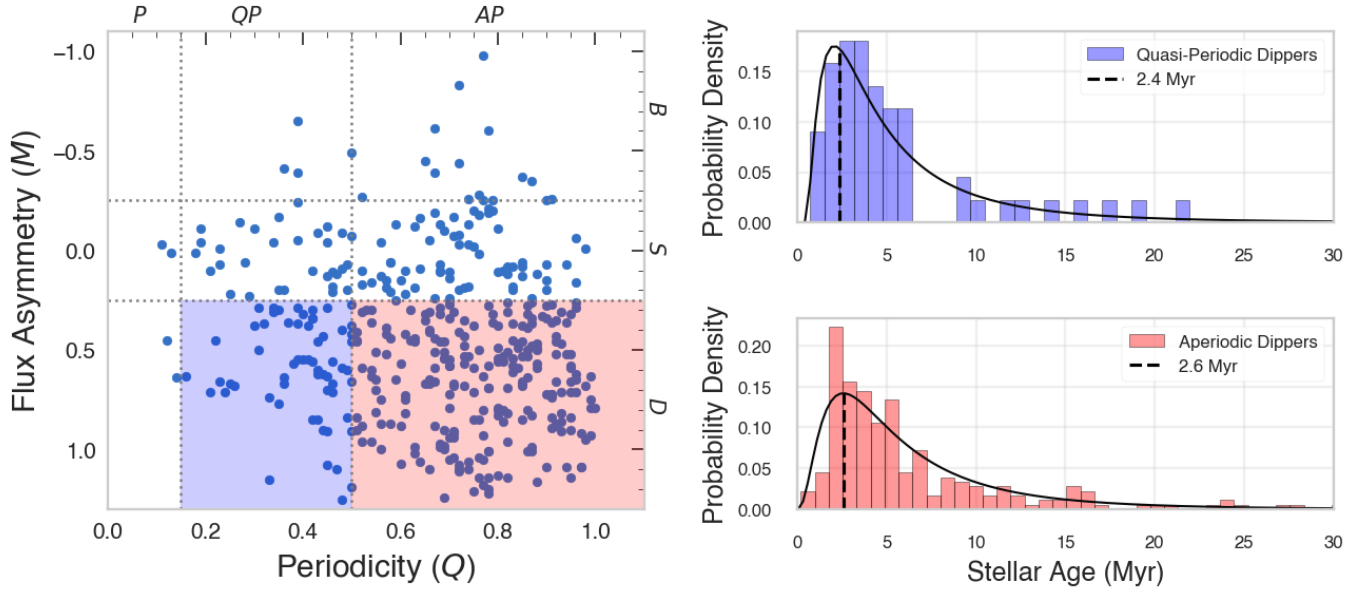 P QP AP
−1.0
−0.5
0.0
0.5
1.0
Flux Asymmetry (M)
B
S
D
0.0 0.2 0.4 0.6 0.8 1.0
Periodicity (Q)
Probability Density
0.15
0.10
0.05
0.00
Quasi-Periodic Dippers
2.4 Myr
0 5 10 15 20 25 30
Probability Density
0.20
0.15
0.10
0.05
0.00
Aperiodic Dippers
2.6 Myr
0 5 10 15 20 25 30
Stellar Age (Myr)